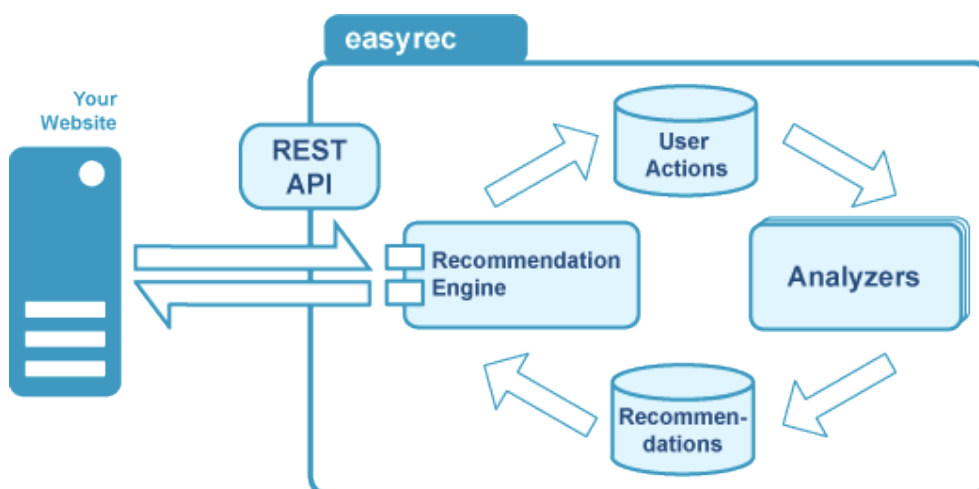 easyrec
Your
Website
REST
API
User
Actions
Recommendation
Engine
Analyzers
Recommen-
dations